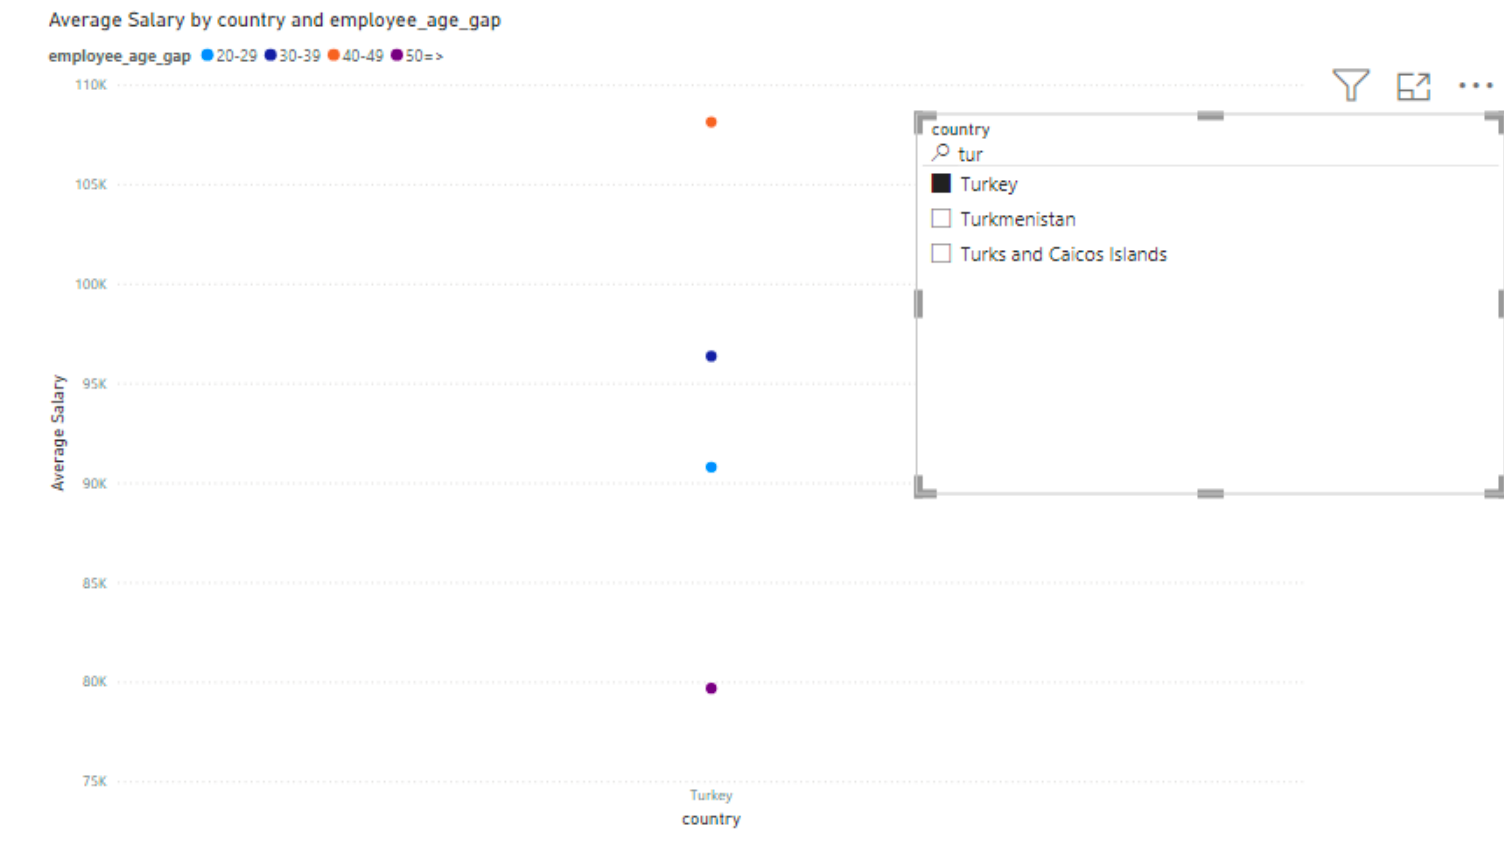 Average Salary by country and employee_age_gap
employee_age_gap 20-29 30-39 40-49 50=>
110K
105K
100K
95K
90K
85K
80K
75K
Average Salary
Turkey
country
country
tur
Turkey
Turkmenistan
Turks and Caicos Islands